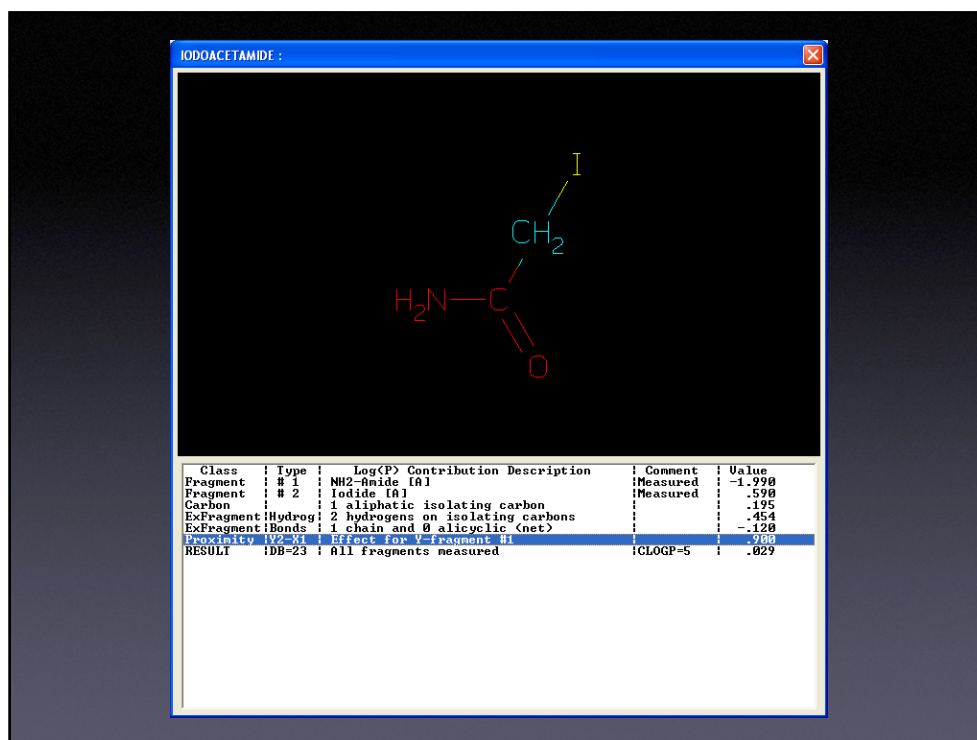 IODOACETAMIDE :
I
CH2
H2N C
O
Class ¦ Type ¦ Log(P) Contribution Description ¦ Comment ¦ Value
Fragment ¦ # 1 ¦ NH2-Amide [A] ¦Measured ¦ -1.990
Fragment ¦ # 2 ¦ Iodide [A] ¦Measured ¦ .590
Carbon ¦ ¦ 1 aliphatic isolating carbon ¦ ¦ .195
ExFragment¦Hydrog¦ 2 hydrogens on isolating carbons ¦ ¦ .454
ExFragment¦Bonds ¦ 1 chain and 0 alicyclic (net) ¦ ¦ -.120
Proximity ¦Y2-X1 ¦ Effect for Y-fragment #1 ¦ ¦ .900
RESULT ¦DB=23 ¦ All fragments measured ¦CLOGP=5 ¦ .029